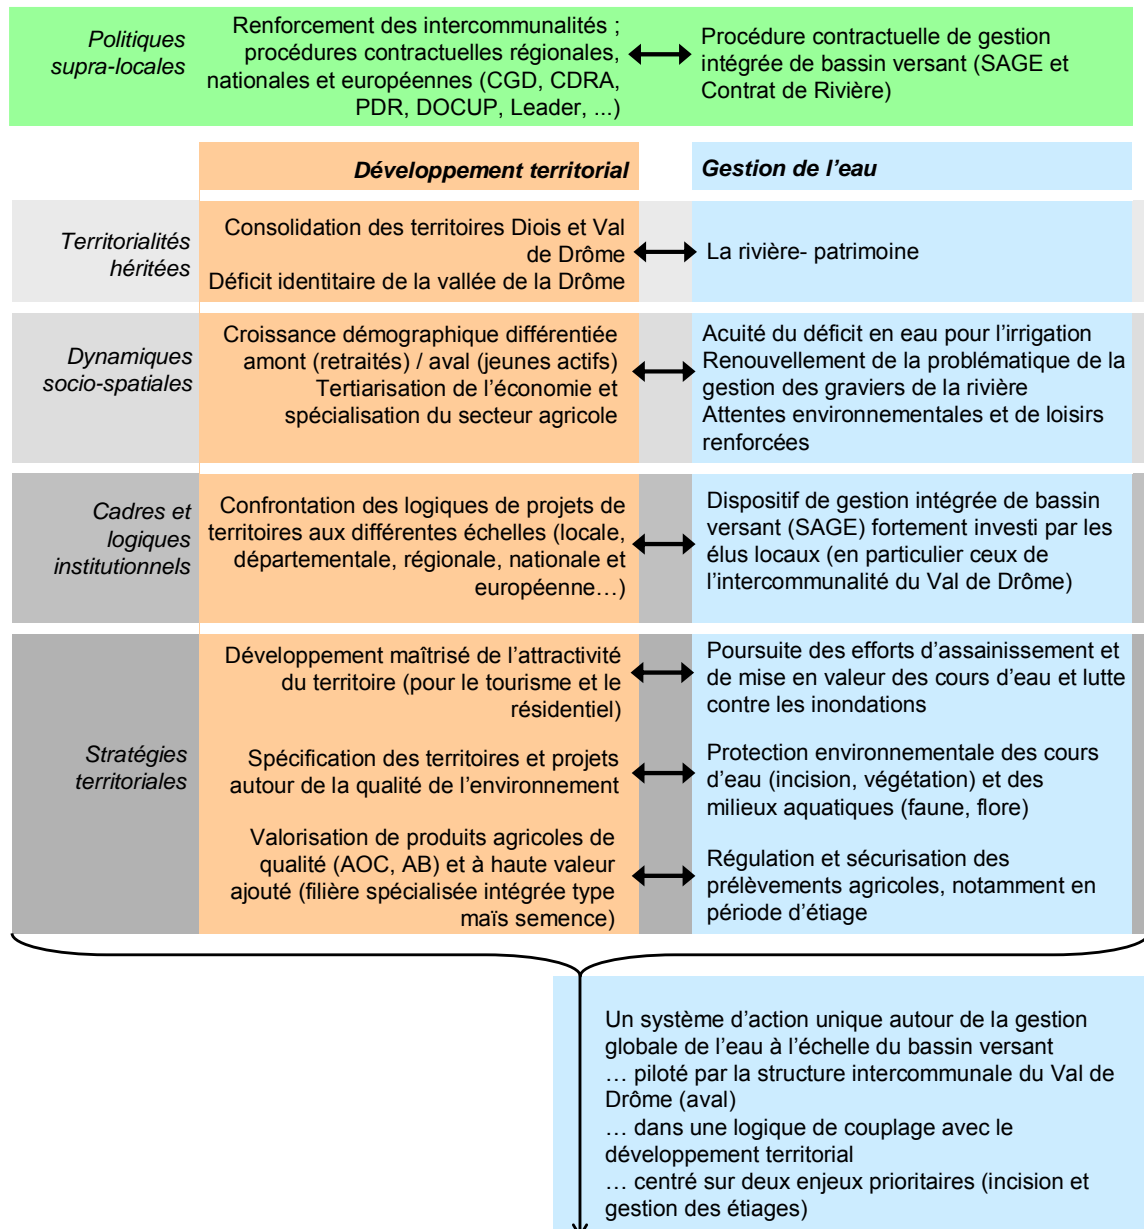 Politiques
supra-locales
Renforcement des intercommunalités ;
procédures contractuelles régionales,
nationales et européennes (CGD, CDRA,
PDR, DOCUP, Leader, ...)
Procédure contractuelle de gestion
intégrée de bassin versant (SAGE et
Contrat de Rivière)
Développement territorial
Gestion de l’eau
Territorialités
héritées
Consolidation des territoires Diois et Val
de Drôme
Déficit identitaire de la vallée de la Drôme
La rivière- patrimoine
Dynamiques
socio-spatiales
Croissance démographique différentiée
amont (retraités) / aval (jeunes actifs)
Tertiarisation de l’économie et
spécialisation du secteur agricole
Acuité du déficit en eau pour l’irrigation
Renouvellement de la problématique de la
gestion des graviers de la rivière
Attentes environnementales et de loisirs
renforcées
Cadres et
logiques
institutionnels
Confrontation des logiques de projets de
territoires aux différentes échelles (locale,
départementale, régionale, nationale et
européenne…)
Dispositif de gestion intégrée de bassin
versant (SAGE) fortement investi par les
élus locaux (en particulier ceux de
l’intercommunalité du Val de Drôme)
Stratégies
territoriales
Développement maîtrisé de l’attractivité
du territoire (pour le tourisme et le
résidentiel)
Poursuite des efforts d’assainissement et
de mise en valeur des cours d’eau et lutte
contre les inondations
Spécification des territoires et projets
autour de la qualité de l’environnement
Protection environnementale des cours
d’eau (incision, végétation) et des
milieux aquatiques (faune, flore)
Valorisation de produits agricoles de
qualité (AOC, AB) et à haute valeur
ajouté (filière spécialisée intégrée type
maïs semence)
Régulation et sécurisation des
prélèvements agricoles, notamment en
période d’étiage
Un système d’action unique autour de la gestion
globale de l’eau à l’échelle du bassin versant
… piloté par la structure intercommunale du Val de
Drôme (aval)
… dans une logique de couplage avec le
développement territorial
… centré sur deux enjeux prioritaires (incision et
gestion des étiages)